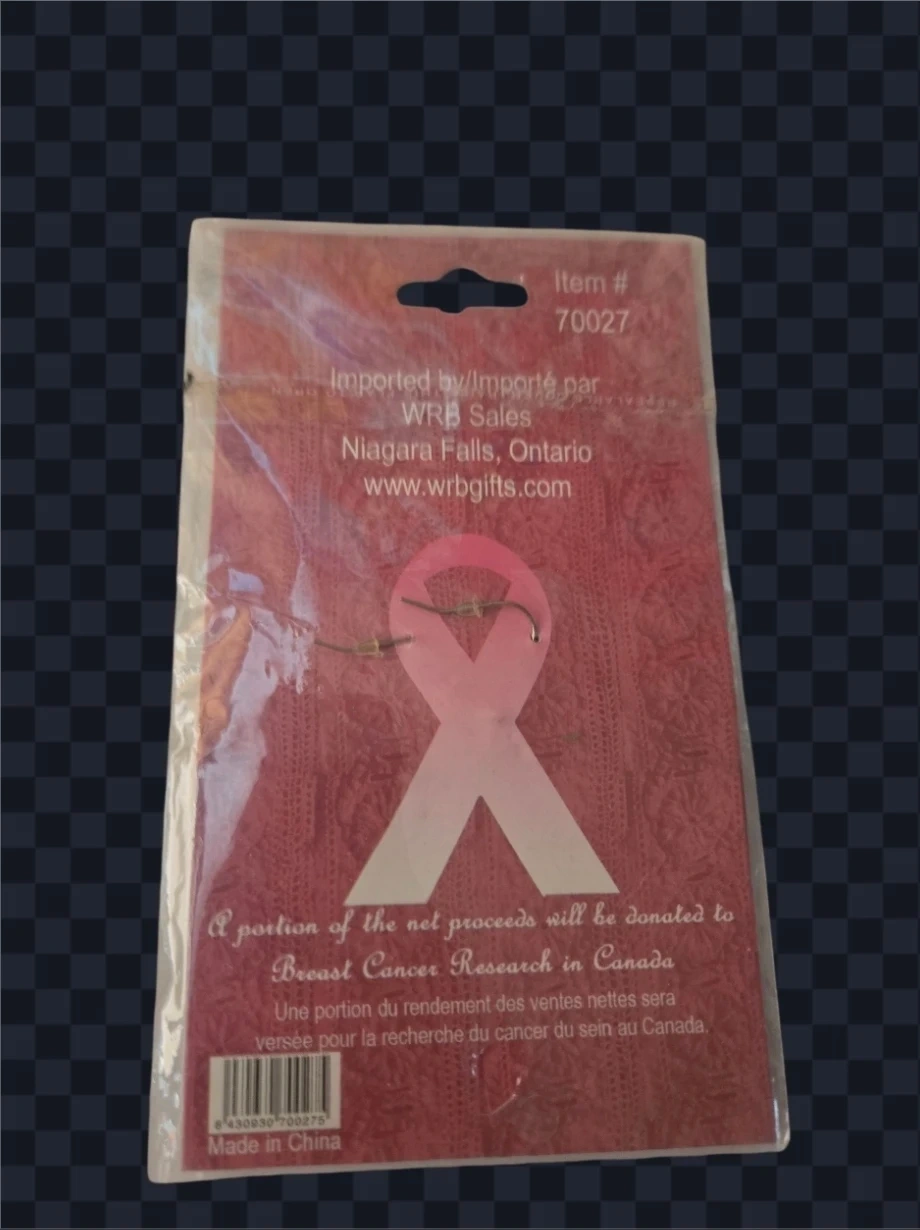 Item #
70027
Imported by/Importé par
WRB Sales
Niagara Falls, Ontario
www.wrbgifts.com
A portion of the net proceeds will be donated to
Breast Cancer Research in Canada
Une portion du rendement des ventes nettes sera
versée pour la recherche du cancer du sein au Canada.
8 430930 700275
Made in China